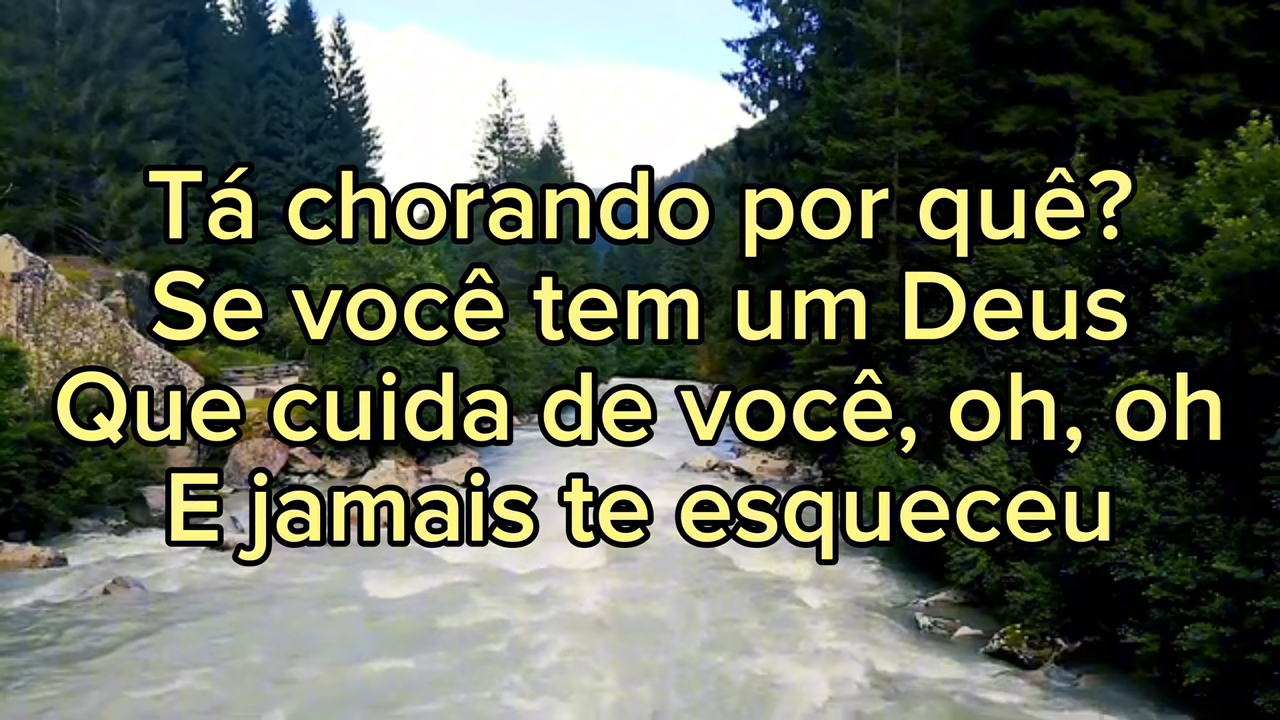 Tá chorando por quê?
Se você tem um Deus
Que cuida de você, oh, oh
E jamais te esqueceu